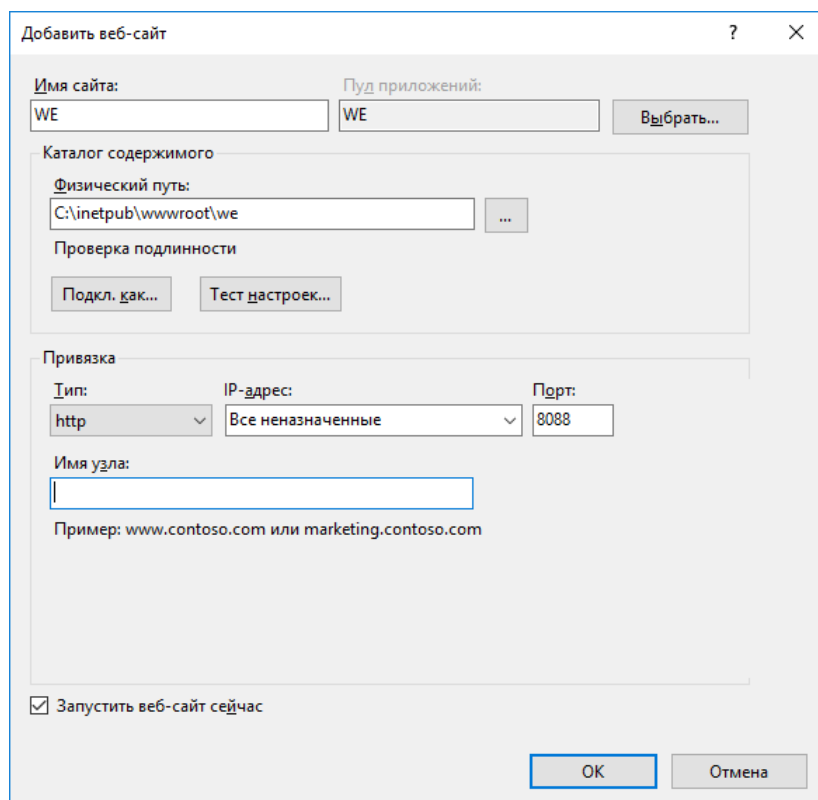 Добавить веб-сайт
?
Имя сайта: Пул приложений:
WE WE Выбрать...
Каталог содержимого
Физический путь:
C:\inetpub\wwwroot\we ...
Проверка подлинности
Подкл. как... Тест настроек...
Привязка
Тип: IP-адрес: Порт:
http Все неназначенные 8088
Имя узла:
Пример: www.contoso.com или marketing.contoso.com
Запустить веб-сайт сейчас
ОК Отмена